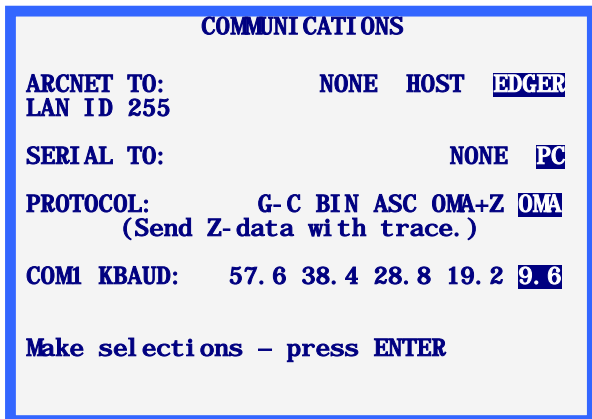 COMMUNICATIONS
ARCNET TO: NONE HOST EDGER
LAN ID 255
SERIAL TO: NONE PC
PROTOCOL: G-C BIN ASC OMA+Z OMA
(Send Z-data with trace.)
COM1 KBAUD: 57.6 38.4 28.8 19.2 9.6
Make selections – press ENTER